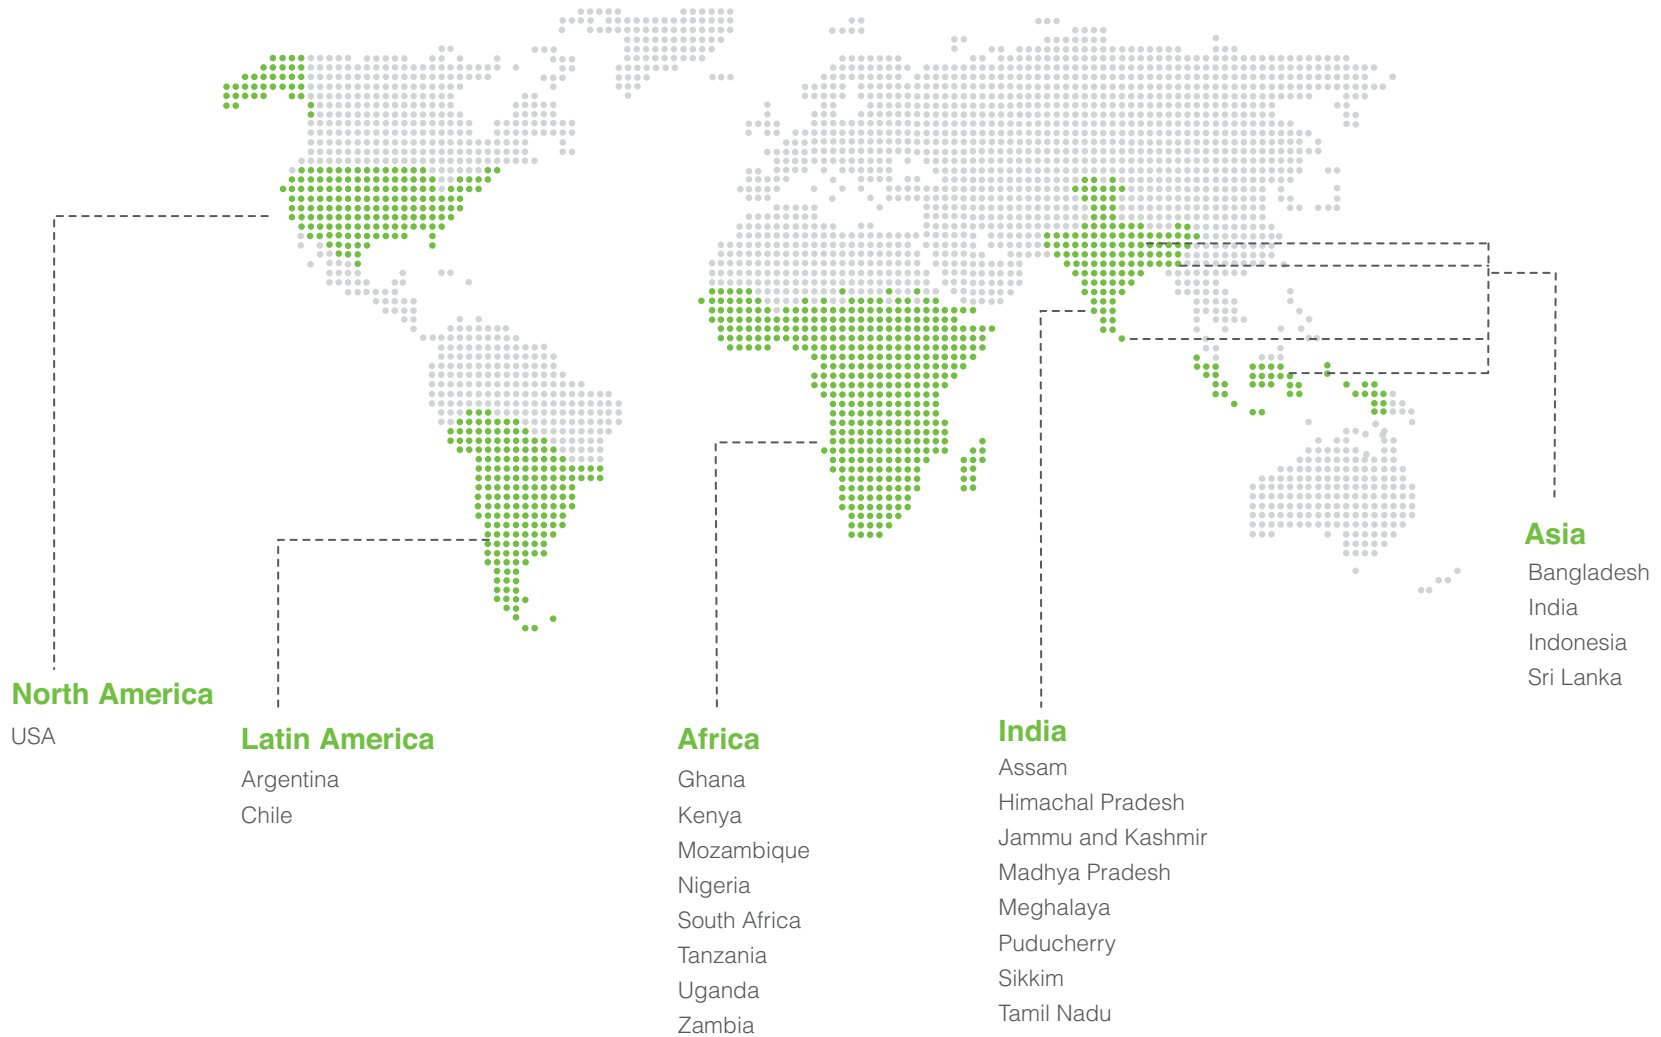 North America
USA
Latin America
Argentina
Chile
Africa
Ghana
Kenya
Mozambique
Nigeria
South Africa
Tanzania
Uganda
Zambia
India
Assam
Himachal Pradesh
Jammu and Kashmir
Madhya Pradesh
Meghalaya
Puducherry
Sikkim
Tamil Nadu
Asia
Bangladesh
India
Indonesia
Sri Lanka